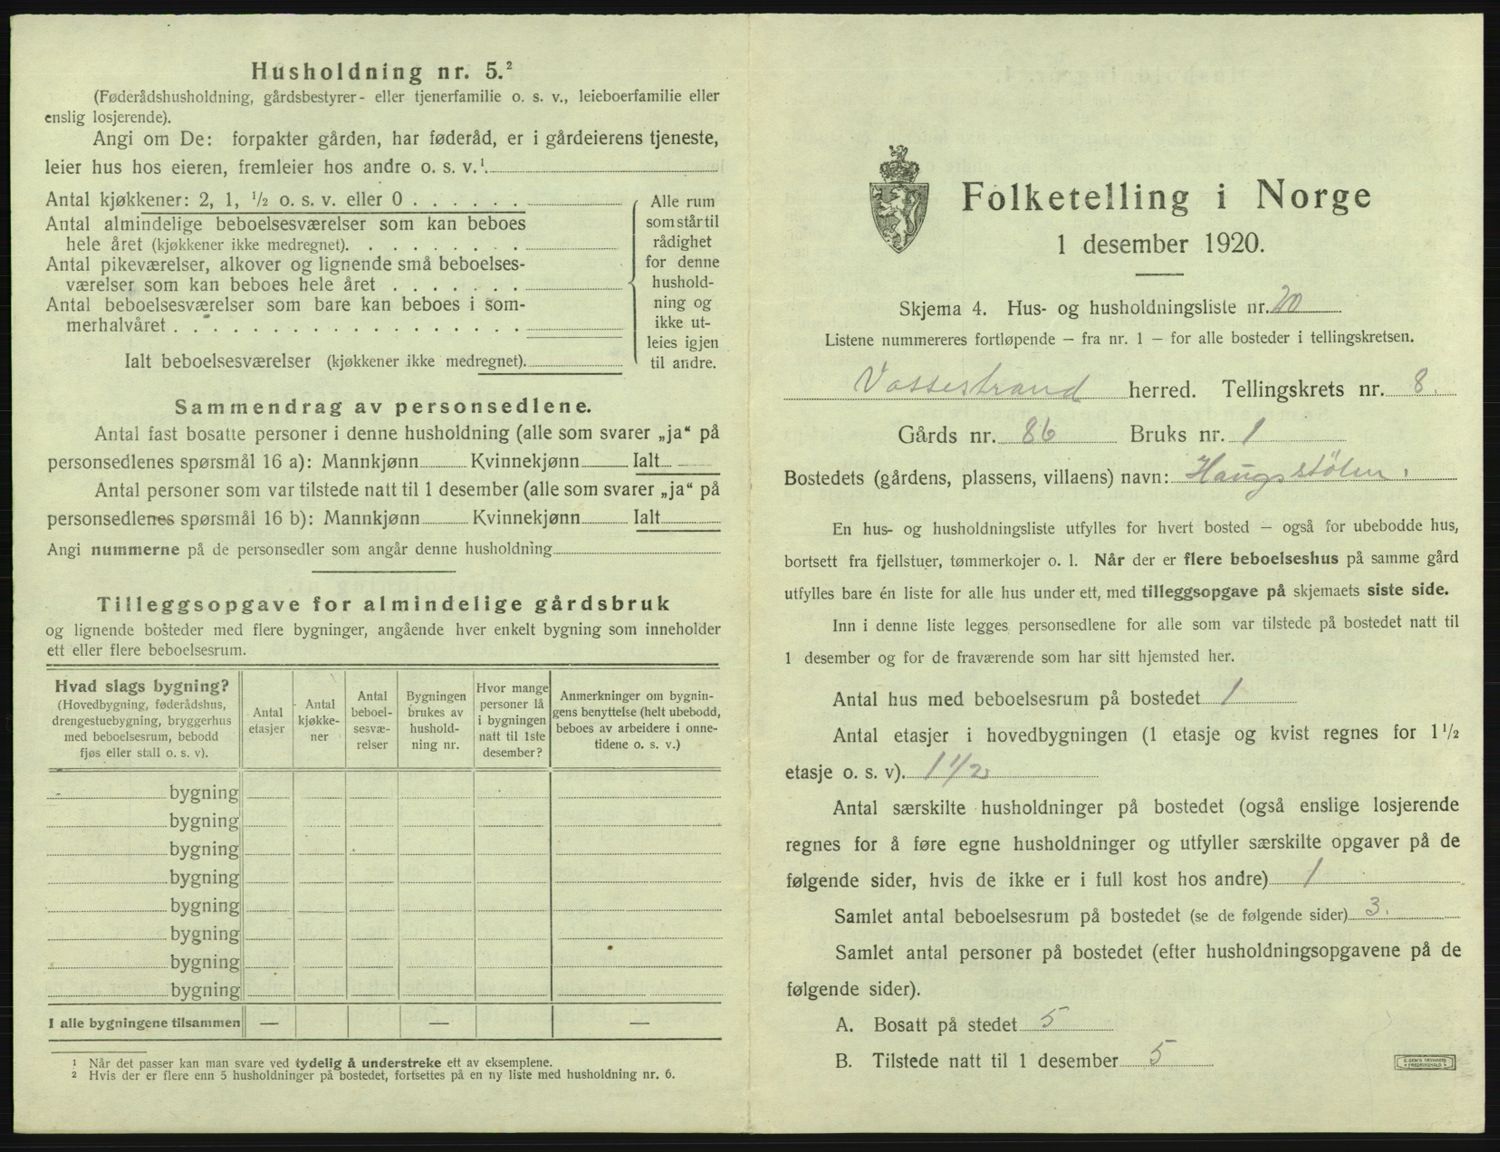 Husholdning nr. 5.²
(Føderådshusholdning, gårdsbestyrer- eller tjenerfamilie o. s. v., leieboerfamilie eller
enslig losjerende).
Angi om De: forpakter gården, har føderåd, er i gårdeierens tjeneste,
leier hus hos eieren, fremleier hos andre o. s. v.¹
Antal kjøkkener: 2, 1, ½ o. s. v. eller 0
Antal almindelige beboelsesværelser som kan beboes
hele året (kjøkkener ikke medregnet).
Antal pikeværelser, alkover og lignende små beboelses-
værelser som kan beboes hele året
Antal beboelsesværelser som bare kan beboes i som-
merhalvåret
Ialt beboelsesværelser (kjøkkener ikke medregnet).
Alle rum
som står til
rådighet
for denne
hushold-
ning og
ikke ut-
leies igjen
til andre.
Sammendrag av personsedlene.
Antal fast bosatte personer i denne husholdning (alle som svarer „ja“ på
personsedlenes spørsmål 16 a): Mannkjønn Kvinnekjønn Ialt
Antal personer som var tilstede natt til 1 desember (alle som svarer „ja“ på
personsedlenes spørsmål 16 b): Mannkjønn Kvinnekjønn Ialt
Angi nummerne på de personsedler som angår denne husholdning
Tilleggsopgave for almindelige gårdsbruk
og lignende bosteder med flere bygninger, angående hver enkelt bygning som inneholder
ett eller flere beboelsesrum.
Hvad slags bygning?
(Hovedbygning, føderådshus,
drengestuebygning, bryggerhus
med beboelsesrum, bebodd
fjøs eller stall o. s. v).
Antal
etasjer
Antal
kjøkke-
ner
Antal
beboel-
sesvæ-
relser
Bygningen
brukes av
hushold-
ning nr.
Hvor mange
personer lå
i bygningen
natt til 1ste
desember?
Anmerkninger om bygnin-
gens benyttelse (helt ubebodd,
beboes av arbeidere i onne-
tidene o. s. v.)
bygning
bygning
bygning
bygning
bygning
bygning
bygning
bygning
I alle bygningene tilsammen — — —
¹ Når det passer kan man svare ved tydelig å understreke ett av eksemplene.
² Hvis der er flere enn 5 husholdninger på bostedet, fortsettes på en ny liste med husholdning nr. 6.
Folketelling i Norge
1 desember 1920.
Skjema 4. Hus- og husholdningsliste nr. 20
Listene nummereres fortløpende — fra nr. 1 — for alle bosteder i tellingskretsen.
Vossestrand herred. Tellingskrets nr. 8.
Gårds nr. 86 Bruks nr. 1
Bostedets (gårdens, plassens, villaens) navn: Haugsstølen.
En hus- og husholdningsliste utfylles for hvert bosted — også for ubebodde hus,
bortsett fra fjellstuer, tømmerkojer o. l. Når der er flere beboelseshus på samme gård
utfylles bare én liste for alle hus under ett, med tilleggsopgave på skjemaets siste side.
Inn i denne liste legges personsedlene for alle som var tilstede på bostedet natt til
1 desember og for de fraværende som har sitt hjemsted her.
Antal hus med beboelsesrum på bostedet 1
Antal etasjer i hovedbygningen (1 etasje og kvist regnes for 1 ½
etasje o. s. v). 1 ½
Antal særskilte husholdninger på bostedet (også enslige losjerende
regnes for å føre egne husholdninger og utfyller særskilte opgaver på de
følgende sider, hvis de ikke er i full kost hos andre) 1
Samlet antal beboelsesrum på bostedet (se de følgende sider) 3.
Samlet antal personer på bostedet (efter husholdningsopgavene på de
følgende sider).
A. Bosatt på stedet 5
B. Tilstede natt til 1 desember 5